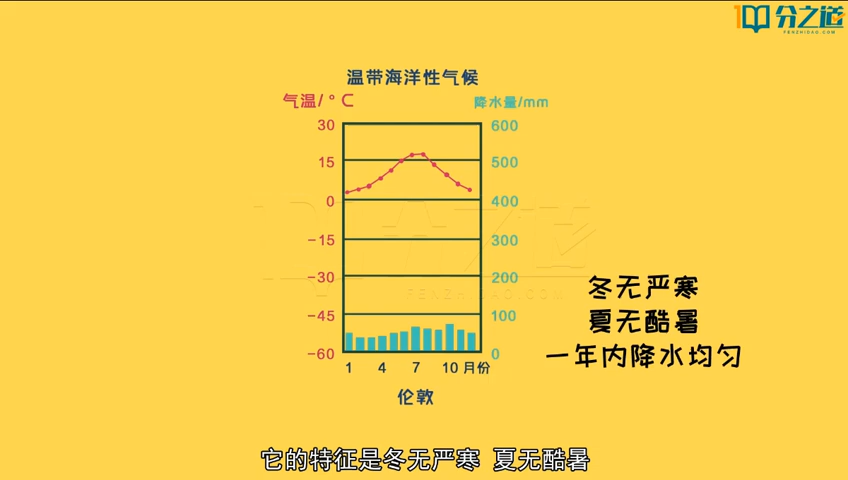 10分之道
FENZHIDAO.COM
温带海洋性气候
气温/°C
降水量/mm
30 600
15 500
0 400
-15 300
-30 200
-45 100
-60 0
1 4 7 10 月份
伦敦
冬无严寒
夏无酷暑
一年内降水均匀
它的特征是冬无严寒 夏无酷暑